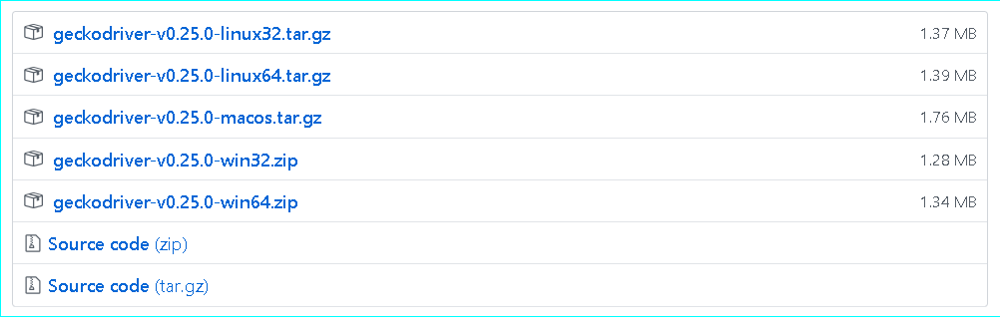 geckodriver-v0.25.0-linux32.tar.gz 1.37 MB
geckodriver-v0.25.0-linux64.tar.gz 1.39 MB
geckodriver-v0.25.0-macos.tar.gz 1.76 MB
geckodriver-v0.25.0-win32.zip 1.28 MB
geckodriver-v0.25.0-win64.zip 1.34 MB
Source code (zip)
Source code (tar.gz)